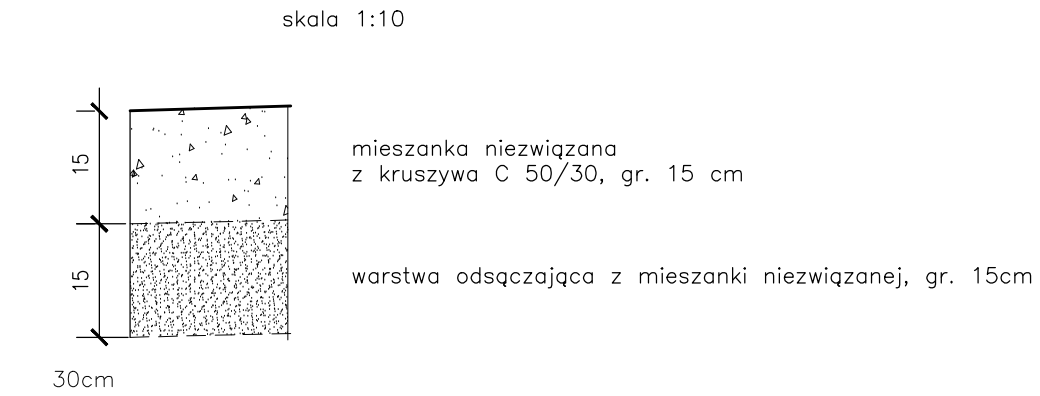 skala 1:10
15
mieszanka niezwiązana
z kruszywa C 50/30, gr. 15 cm
15
warstwa odsączająca z mieszanki niezwiązanej, gr. 15cm
30cm